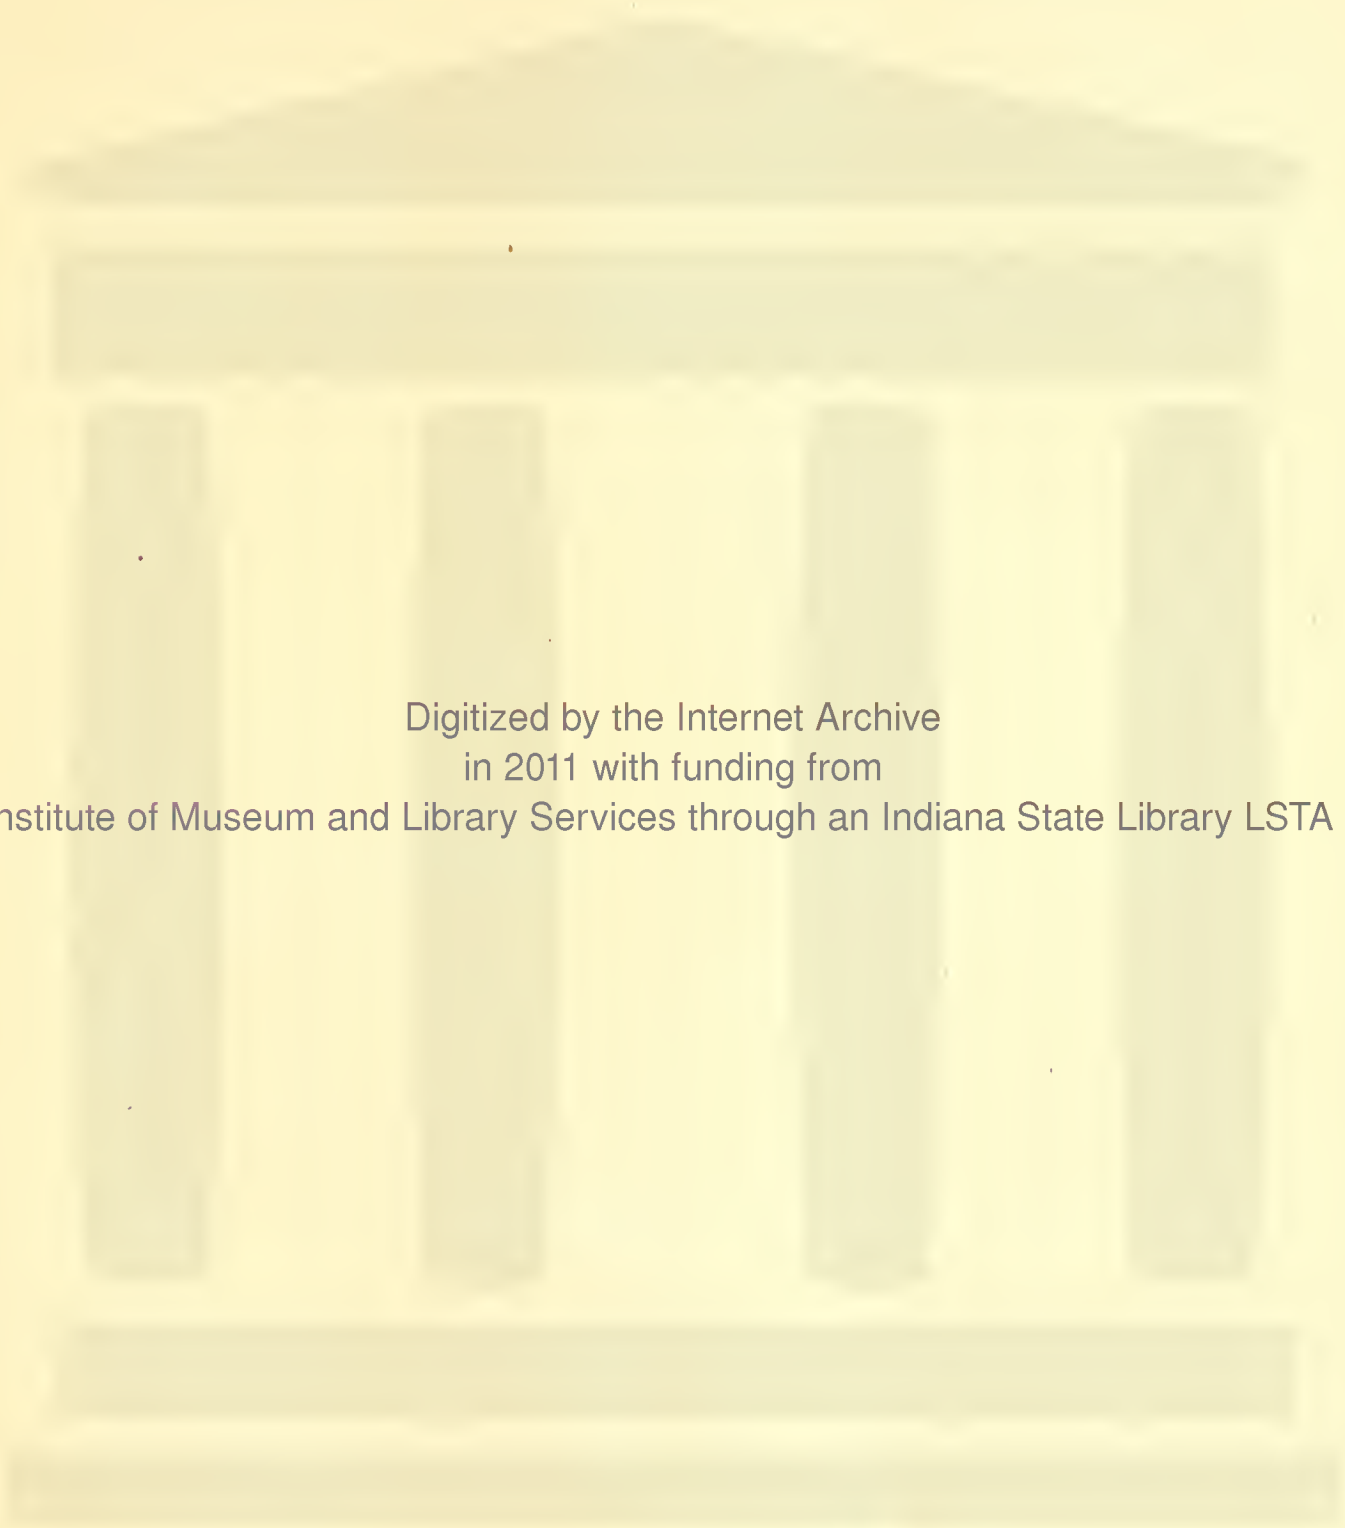 Digitized by the Internet Archive
in 2011 with funding from
nstitute of Museum and Library Services through an Indiana State Library LSTA